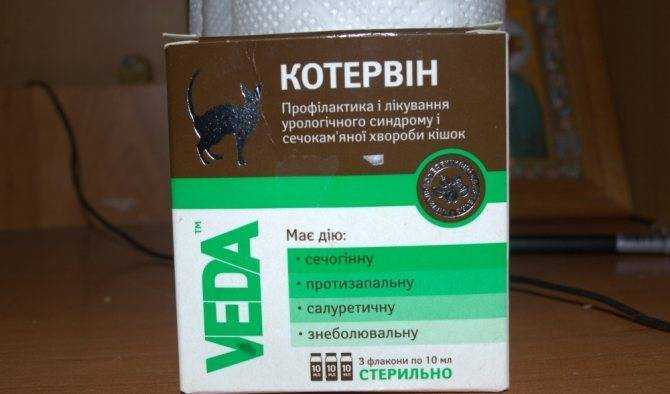 КОТЕРВІН
Профілактика і лікування
урологічного синдрому і
сечокам'яної хвороби кішок
VEDA™
Має дію:
• сечогінну
• протизапальну
• салуретичну
• знеболювальну
10 мл 10 мл 10 мл
3 флакони по 10 мл
СТЕРИЛЬНО